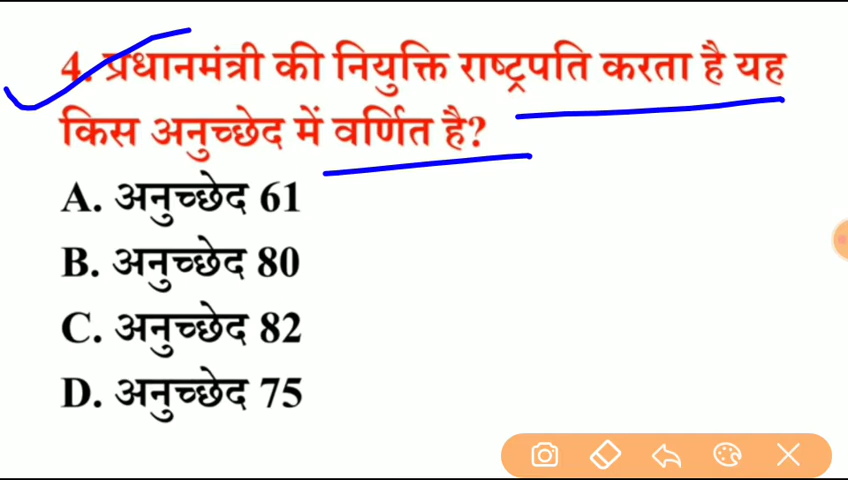 4. प्रधानमंत्री की नियुक्ति राष्ट्रपति करता है यह
किस अनुच्छेद में वर्णित है?
A. अनुच्छेद 61
B. अनुच्छेद 80
C. अनुच्छेद 82
D. अनुच्छेद 75